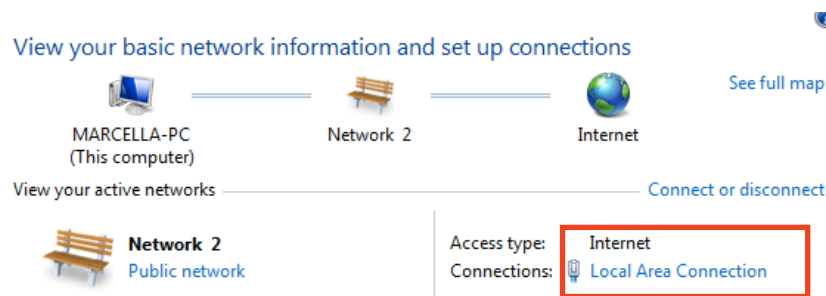 View your basic network information and set up connections
See full map
MARCELLA-PC Network 2 Internet
(This computer)
View your active networks Connect or disconnect
Network 2 Access type: Internet
Public network Connections: Local Area Connection